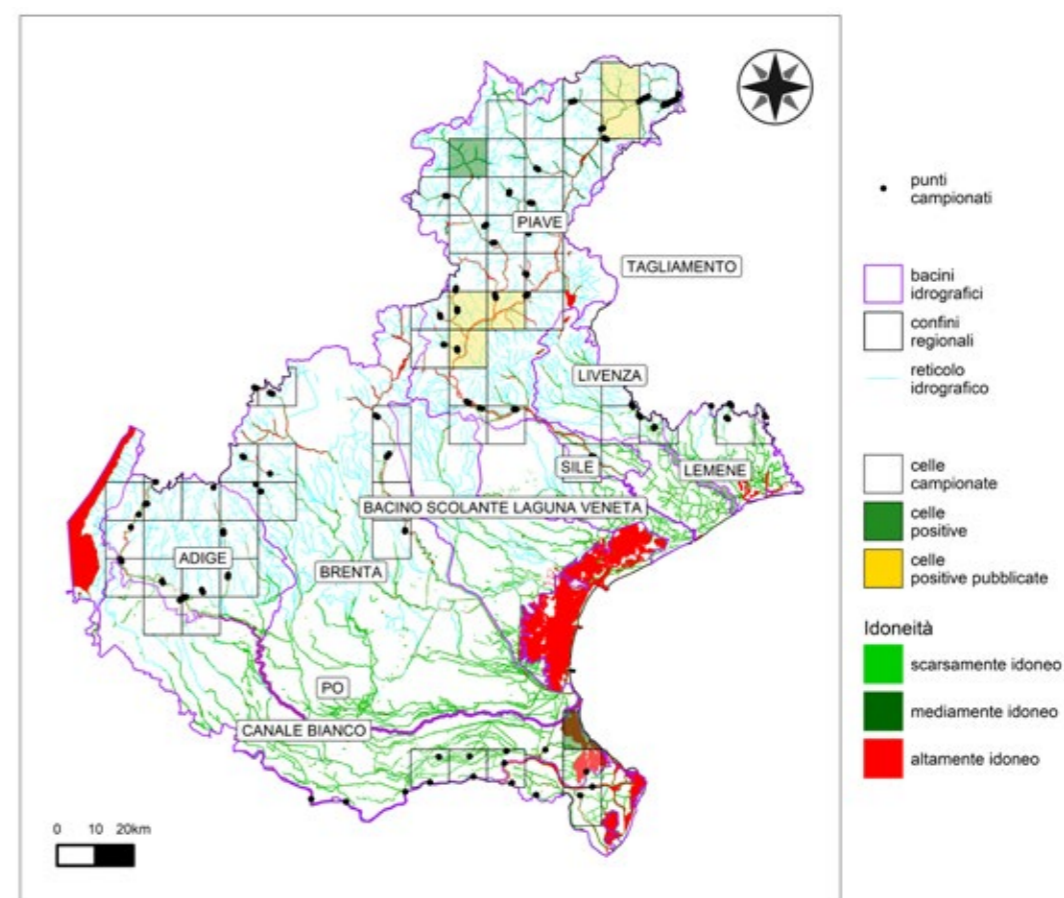 PIAVE
TAGLIAMENTO
LIVENZA
SILE
LEMENE
BACINO SCOLANTE LAGUNA VENETA
ADIGE
BRENTA
PO
CANALE BIANCO
0 10 20km
punti
campionati
bacini
idrografici
confini
regionali
reticolo
idrografico
celle
campionate
celle
positive
celle
positive pubblicate
Idoneità
scarsamente idoneo
mediamente idoneo
altamente idoneo